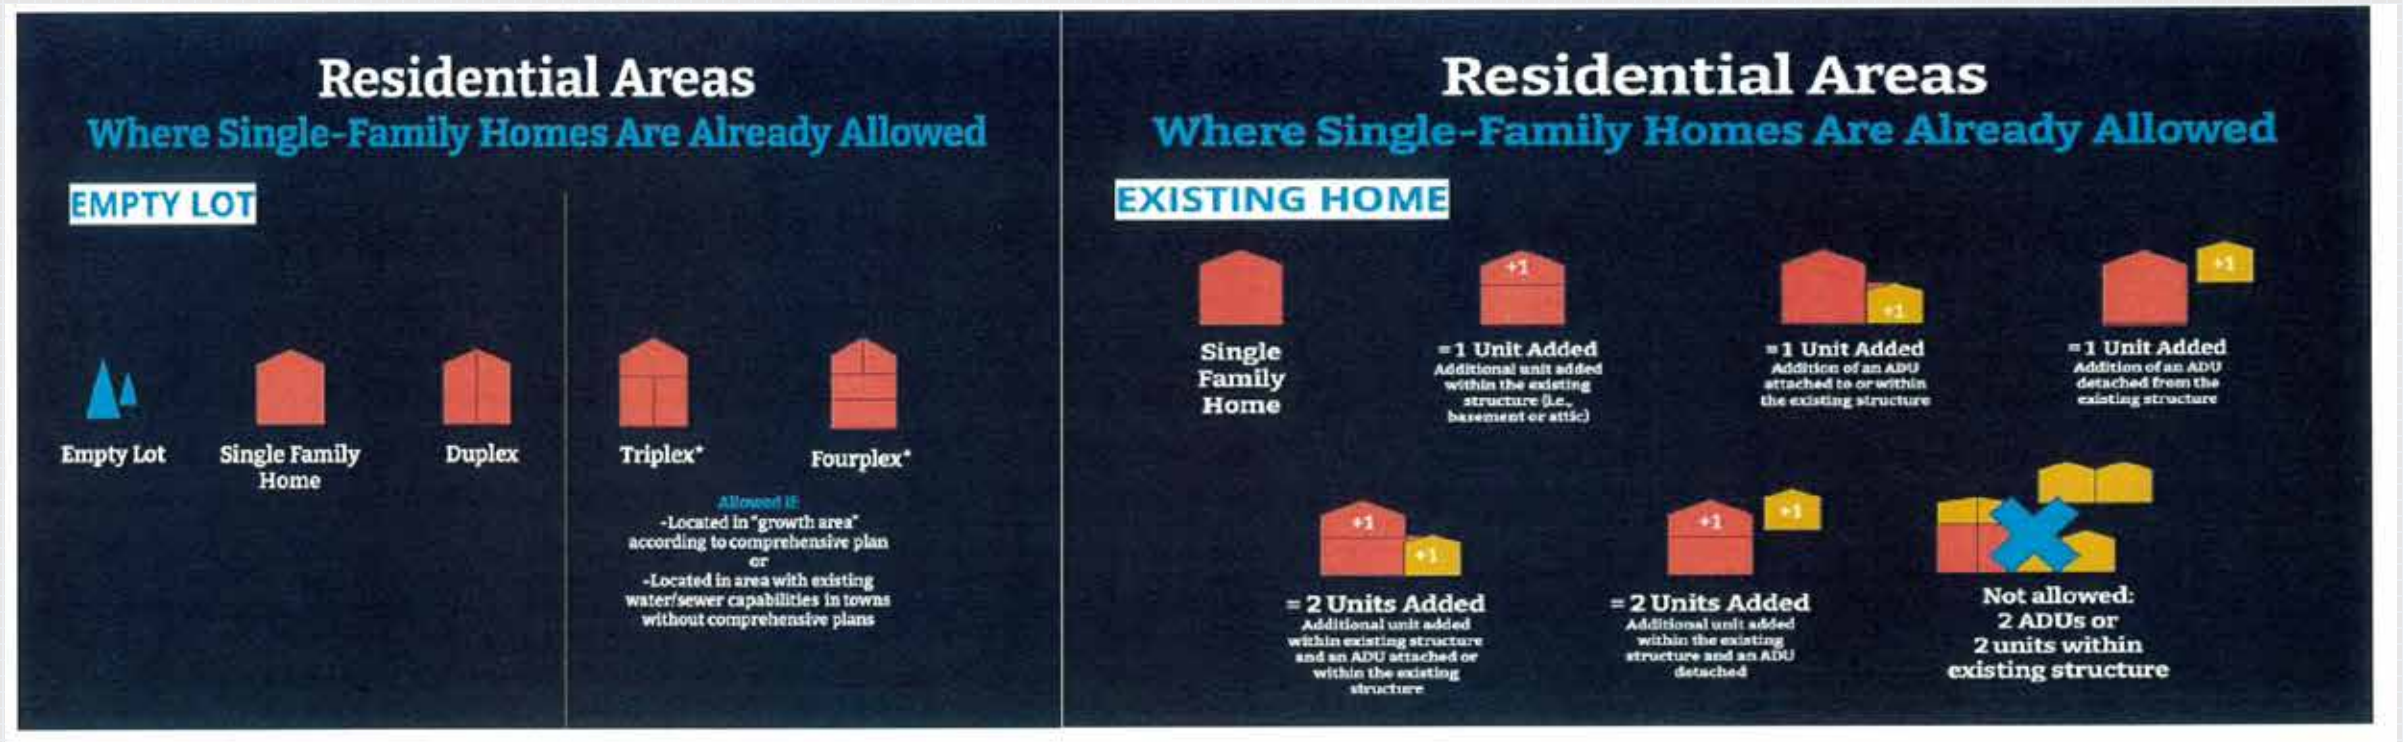 Residential Areas
Where Single-Family Homes Are Already Allowed
EMPTY LOT
Empty Lot
Single Family
Home
Duplex
Triplex*
Fourplex*
Allowed if:
-Located in "growth area"
according to comprehensive plan
or
-Located in area with existing
water/sewer capabilities in towns
without comprehensive plans
Residential Areas
Where Single-Family Homes Are Already Allowed
EXISTING HOME
Single
Family
Home
+1
=1 Unit Added
Additional unit added
within the existing
structure (i.e.,
basement or attic)
+1
=1 Unit Added
Addition of an ADU
attached to or within
the existing structure
+1
=1 Unit Added
Addition of an ADU
detached from the
existing structure
+1
+1
= 2 Units Added
Additional unit added
within existing structure
and an ADU attached or
within the existing
structure
+1
+1
= 2 Units Added
Additional unit added
within the existing
structure and an ADU
detached
Not allowed:
2 ADUs or
2 units within
existing structure